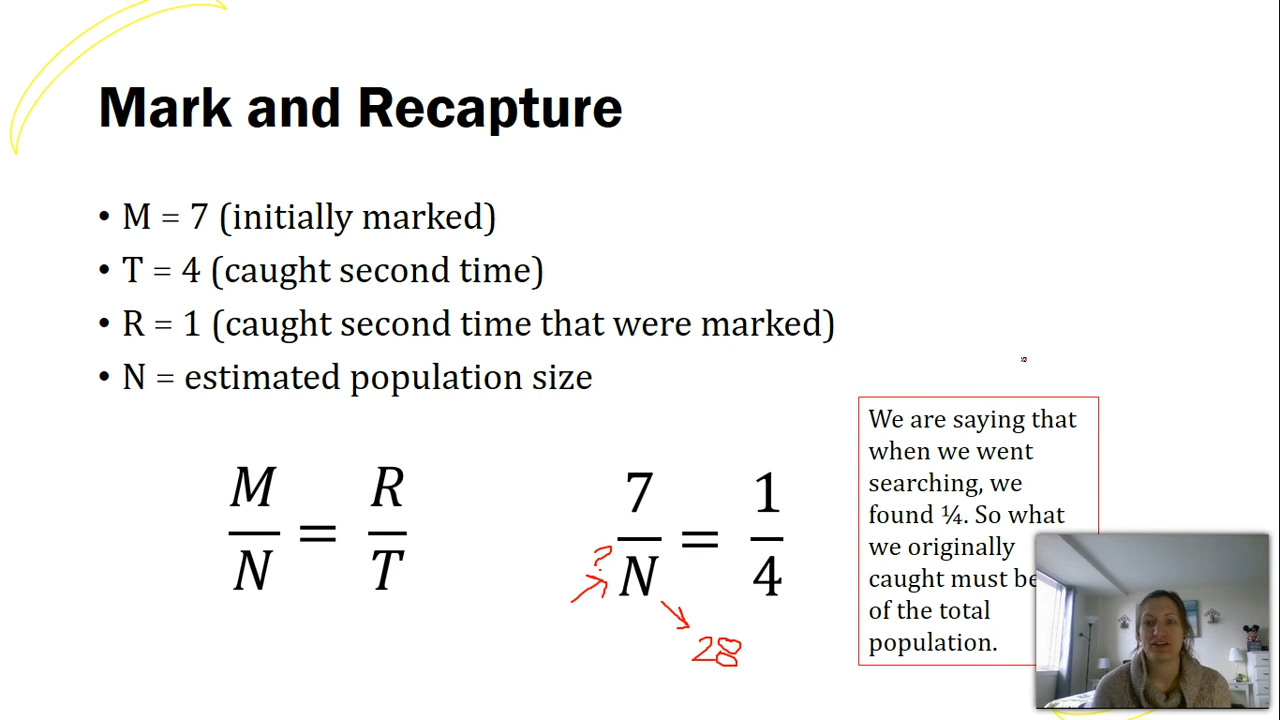 Mark and Recapture
• M = 7 (initially marked)
• T = 4 (caught second time)
• R = 1 (caught second time that were marked)
• N = estimated population size
M/N = R/T
7/N = 1/4
?
28
We are saying that
when we went
searching, we
found ¼. So what
we originally
caught must be
of the total
population.